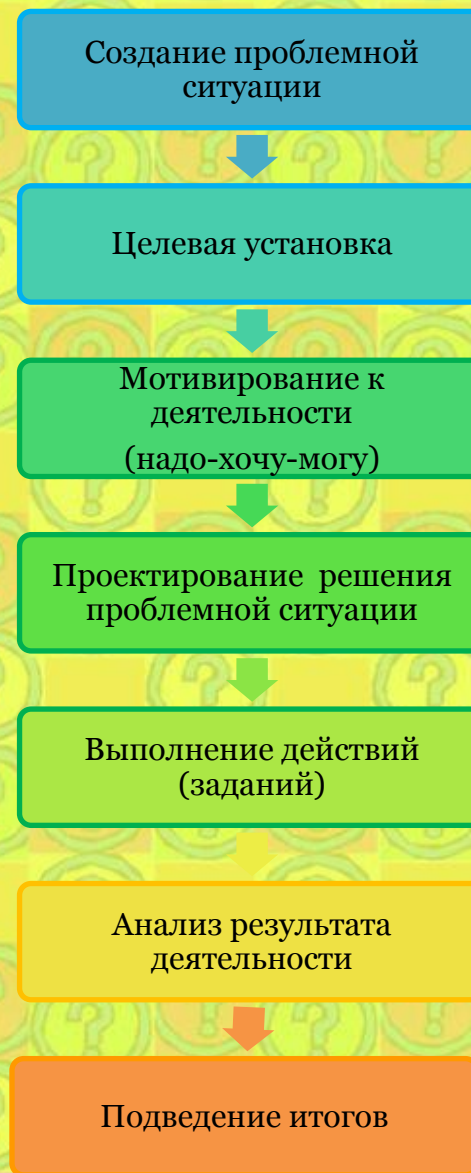 Создание проблемной
ситуации
Целевая установка
Мотивирование к
деятельности
(надо-хочу-могу)
Проектирование решения
проблемной ситуации
Выполнение действий
(заданий)
Анализ результата
деятельности
Подведение итогов